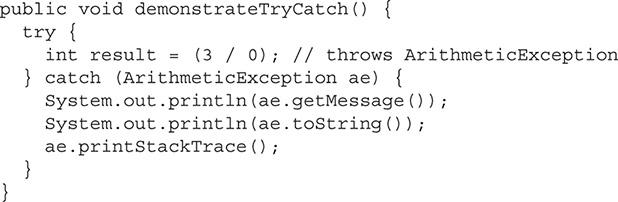 public void demonstrateTryCatch() {
  try {
    int result = (3 / 0); // throws ArithmeticException
  } catch (ArithmeticException ae) {
    System.out.println(ae.getMessage());
    System.out.println(ae.toString());
    ae.printStackTrace();
  }
}